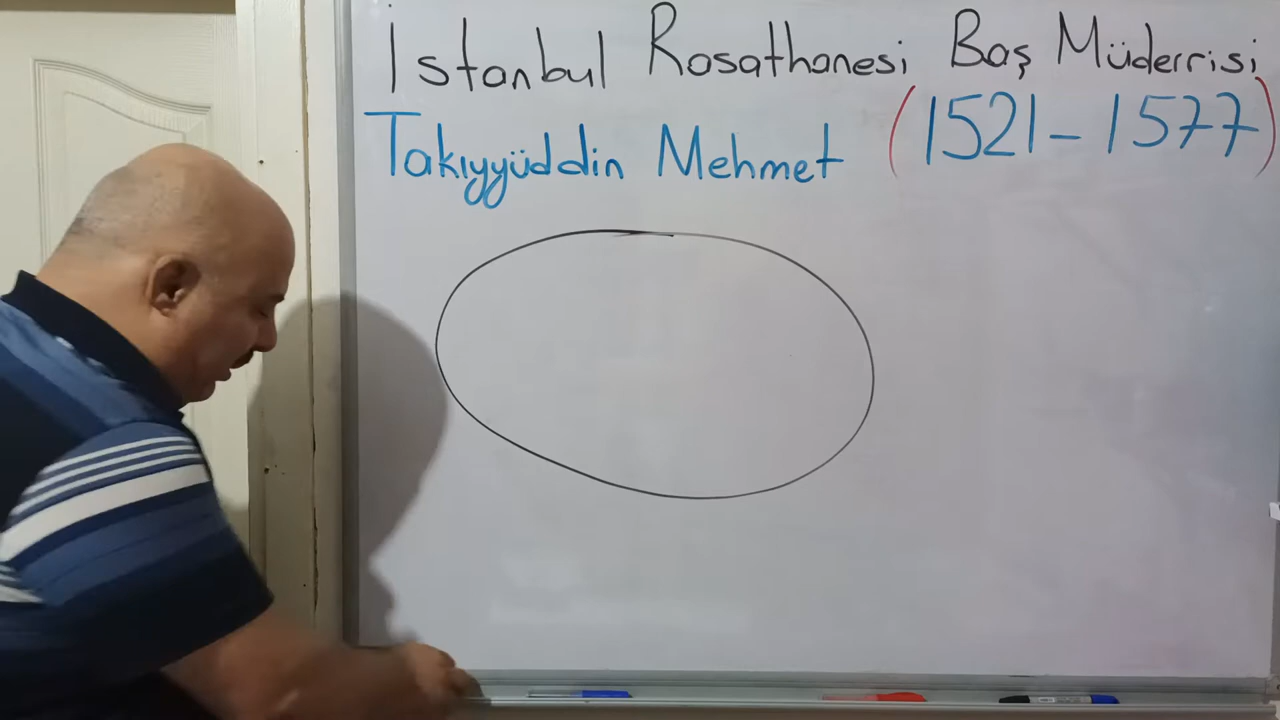 İstanbul Rasathanesi Baş Müderrisi
Takıyyüddin Mehmet (1521-1577)